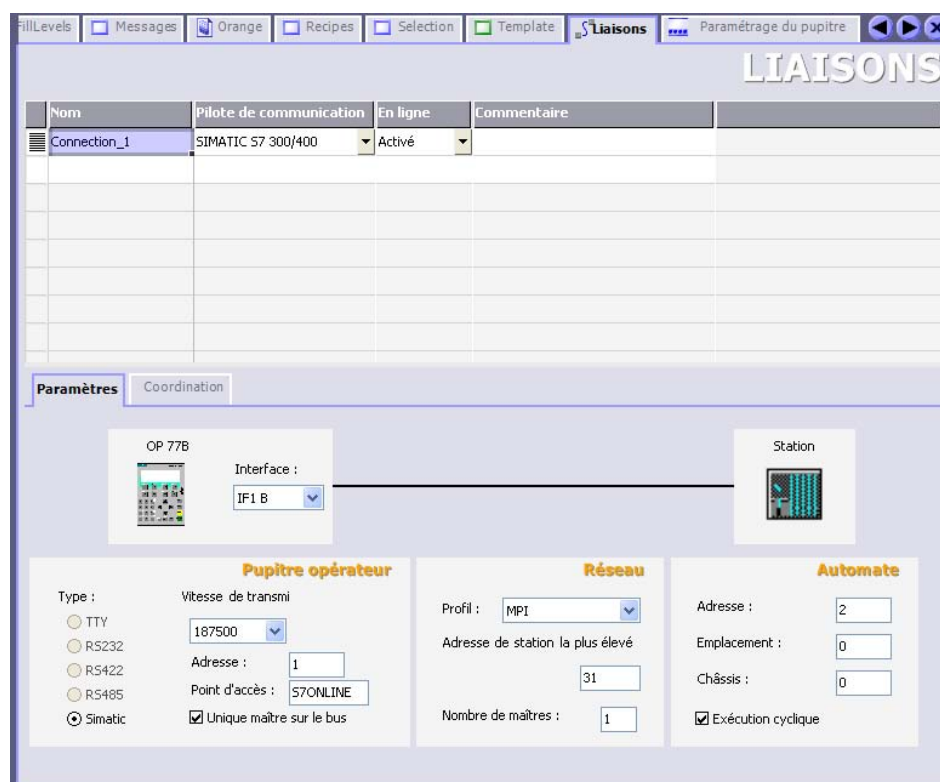 FillLevels Messages Orange Recipes Selection Template Liaisons Paramétrage du pupitre
LIAISONS
Nom Pilote de communication En ligne Commentaire
Connection_1 SIMATIC S7 300/400 Activé
Paramètres Coordination
OP 77B
Interface :
IF1 B
Station
Pupitre opérateur
Type :
TTY
RS232
RS422
RS485
Simatic
Vitesse de transmi
187500
Adresse : 1
Point d'accès : S7ONLINE
Unique maître sur le bus
Réseau
Profil : MPI
Adresse de station la plus élevé
31
Nombre de maîtres : 1
Automate
Adresse : 2
Emplacement : 0
Châssis : 0
Exécution cyclique